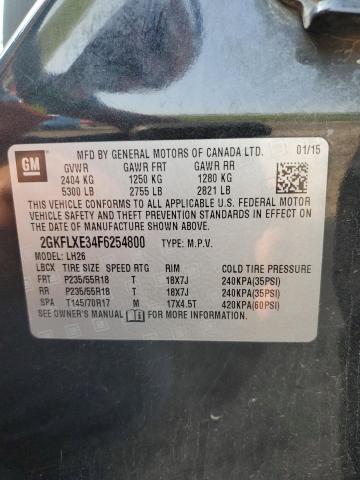 GM
MFD BY GENERAL MOTORS OF CANADA LTD. 01/15
GVWR GAWR FRT GAWR RR
2404 KG 1250 KG 1280 KG
5300 LB 2755 LB 2821 LB
THIS VEHICLE CONFORMS TO ALL APPLICABLE U.S. FEDERAL MOTOR
VEHICLE SAFETY AND THEFT PREVENTION STANDARDS IN EFFECT ON
THE DATE OF MANUFACTURE SHOWN ABOVE.
2GKFLXE34F6254800 TYPE: M.P.V.
MODEL: LH26
LBCX TIRE SIZE SPEED RTG RIM COLD TIRE PRESSURE
FRT P235/55R18 T 18X7J 240KPA(35PSI)
RR P235/55R18 T 18X7J 240KPA(35PSI)
SPA T145/70R17 M 17X4.5T 420KPA(60PSI)
SEE OWNER'S MANUAL FOR MORE INFORMATION.